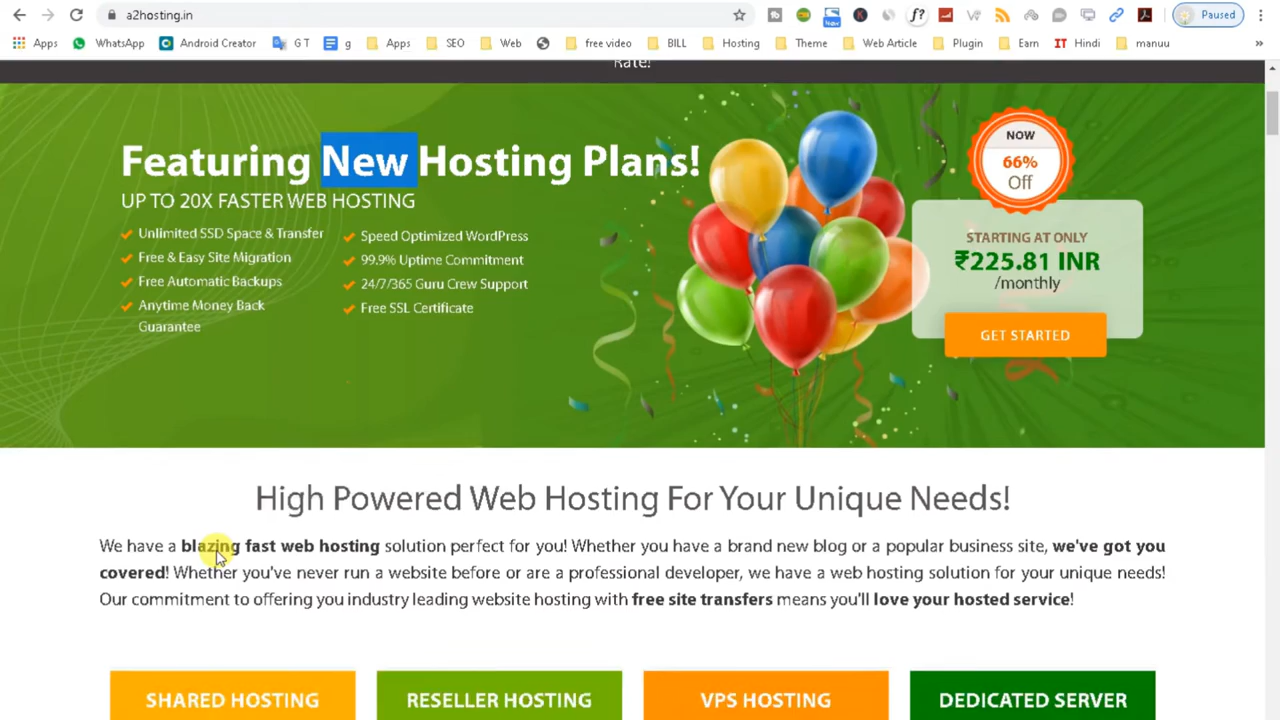 a2hosting.in
Paused
Apps WhatsApp Android Creator G T g Apps SEO Web free video BILL Hosting Theme Web Article Plugin Earn IT Hindi manuu »
Rate!
Featuring New Hosting Plans!
UP TO 20X FASTER WEB HOSTING
Unlimited SSD Space & Transfer
Free & Easy Site Migration
Free Automatic Backups
Anytime Money Back
Guarantee
Speed Optimized WordPress
99.9% Uptime Commitment
24/7/365 Guru Crew Support
Free SSL Certificate
NOW
66%
Off
STARTING AT ONLY
₹225.81 INR
/monthly
GET STARTED
High Powered Web Hosting For Your Unique Needs!
We have a blazing fast web hosting solution perfect for you! Whether you have a brand new blog or a popular business site, we've got you
covered! Whether you've never run a website before or are a professional developer, we have a web hosting solution for your unique needs!
Our commitment to offering you industry leading website hosting with free site transfers means you'll love your hosted service!
SHARED HOSTING
RESELLER HOSTING
VPS HOSTING
DEDICATED SERVER